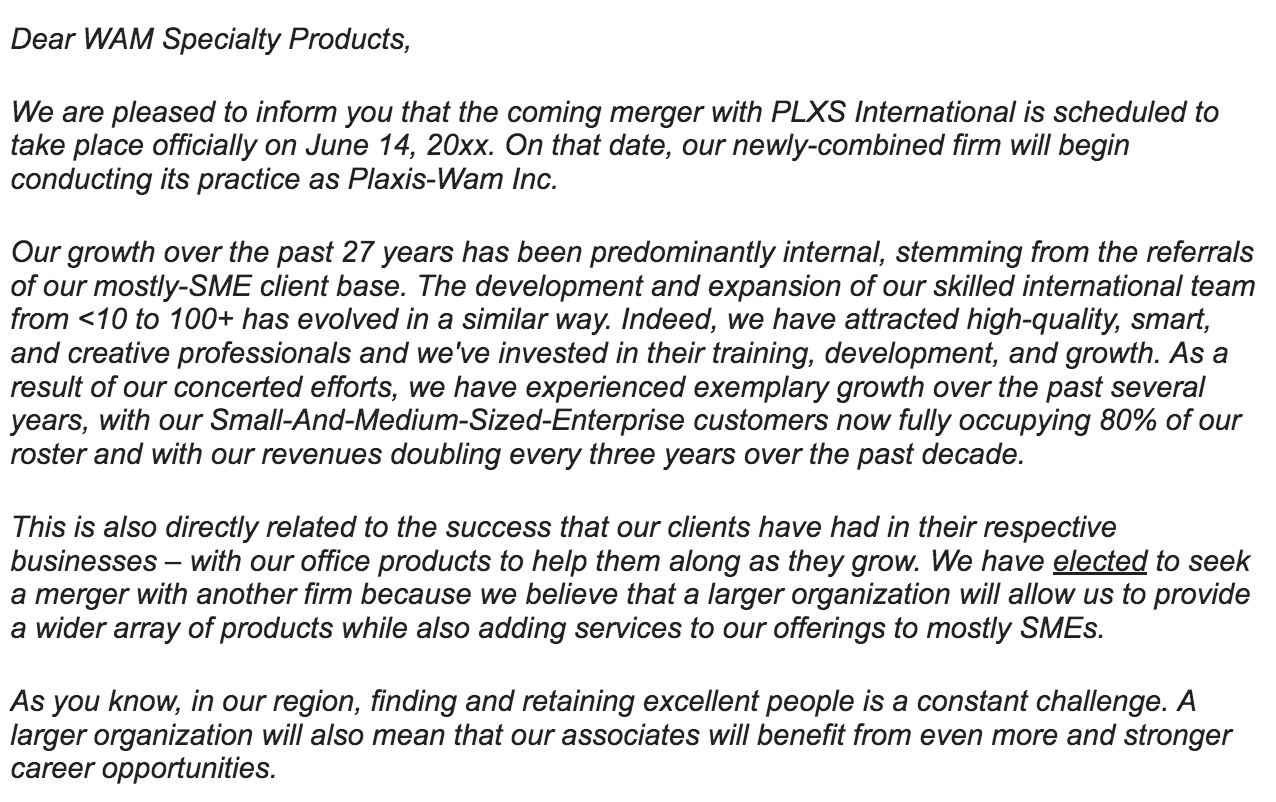 Dear WAM Specialty Products,
We are pleased to inform you that the coming merger with PLXS International is scheduled to
take place officially on June 14, 20xx. On that date, our newly-combined firm will begin
conducting its practice as Plaxis-Wam Inc.
Our growth over the past 27 years has been predominantly internal, stemming from the referrals
of our mostly-SME client base. The development and expansion of our skilled international team
from <10 to 100+ has evolved in a similar way. Indeed, we have attracted high-quality, smart,
and creative professionals and we've invested in their training, development, and growth. As a
result of our concerted efforts, we have experienced exemplary growth over the past several
years, with our Small-And-Medium-Sized-Enterprise customers now fully occupying 80% of our
roster and with our revenues doubling every three years over the past decade.
This is also directly related to the success that our clients have had in their respective
businesses – with our office products to help them along as they grow. We have elected to seek
a merger with another firm because we believe that a larger organization will allow us to provide
a wider array of products while also adding services to our offerings to mostly SMEs.
As you know, in our region, finding and retaining excellent people is a constant challenge. A
larger organization will also mean that our associates will benefit from even more and stronger
career opportunities.